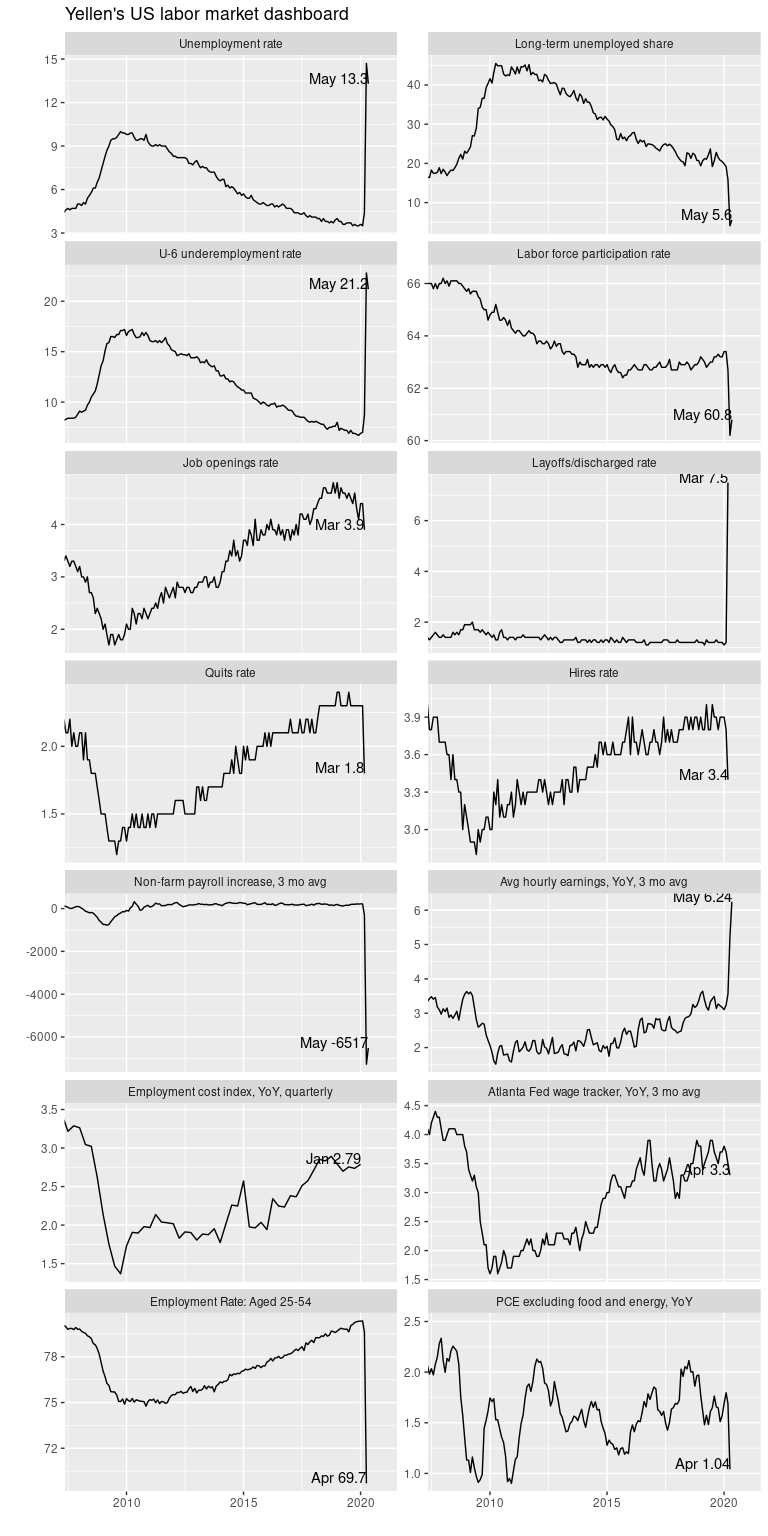 Yellen's US labor market dashboard
Unemployment rate
Long-term unemployed share
15
12
9
6
3
May 13.3
40
30
20
10
May 5.6
U-6 underemployment rate
Labor force participation rate
20
15
10
May 21.2
66
64
62
60
May 60.8
Job openings rate
Layoffs/discharged rate
4
3
2
Mar 3.9
6
4
2
Mar 7.5
Quits rate
Hires rate
2.0
1.5
Mar 1.8
3.9
3.6
3.3
3.0
Mar 3.4
Non-farm payroll increase, 3 mo avg
Avg hourly earnings, YoY, 3 mo avg
0
-2000
-4000
-6000
May -6517
6
5
4
3
2
May 6.24
Employment cost index, YoY, quarterly
Atlanta Fed wage tracker, YoY, 3 mo avg
3.5
3.0
2.5
2.0
1.5
Jan 2.79
4.5
4.0
3.5
3.0
2.5
2.0
1.5
Apr 3.3
Employment Rate: Aged 25-54
PCE excluding food and energy, YoY
78
75
72
Apr 69.7
2.5
2.0
1.5
1.0
Apr 1.04
2010 2015 2020
2010 2015 2020